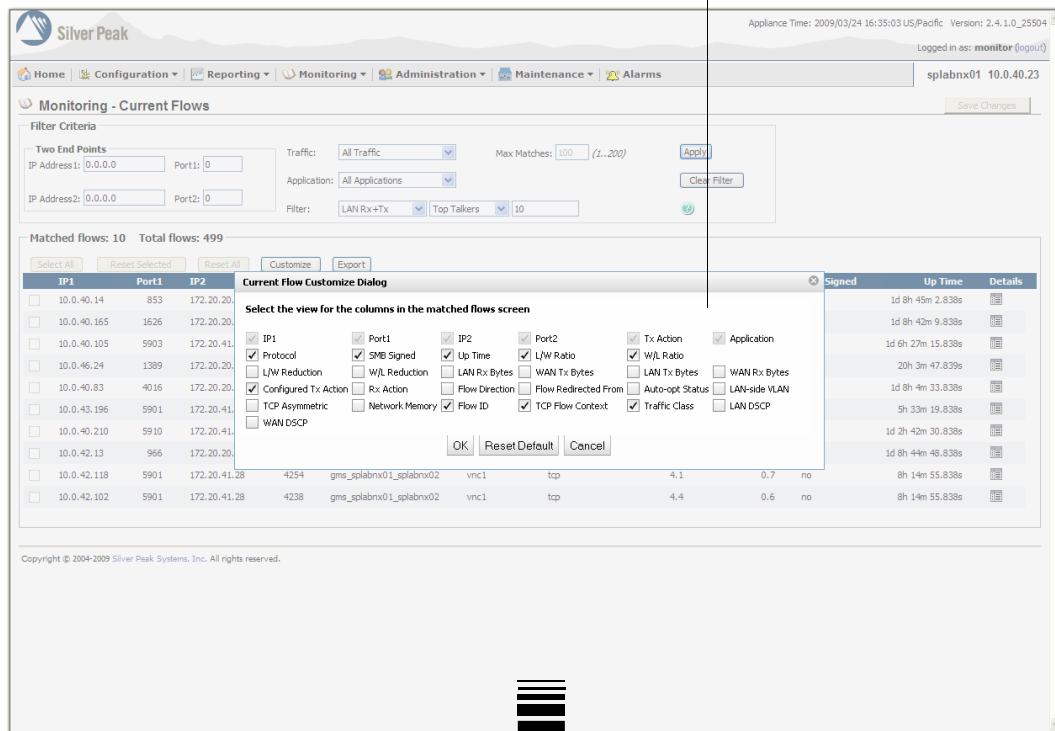 Silver Peak
Appliance Time: 2009/03/24 16:35:03 US/Pacific Version: 2.4.1.0_25504
Logged in as: monitor (logout)
Home Configuration Reporting Monitoring Administration Maintenance Alarms splabnx01 10.0.40.23
Monitoring - Current Flows Save Changes
Filter Criteria
Two End Points
IP Address1: 0.0.0.0 Port1: 0 Traffic: All Traffic Max Matches: 100 (1..200) Apply
Application: All Applications Clear Filter
IP Address2: 0.0.0.0 Port2: 0
Filter: LAN Rx+Tx Top Talkers 10
Matched flows: 10 Total flows: 499
Select All Reset Selected Reset All Customize Export
IP1 Port1 IP2 Signed Up Time Details
10.0.40.14 853 172.20.20. 1d 8h 45m 2.838s
10.0.40.165 1626 172.20.20. 1d 8h 42m 9.838s
10.0.40.105 5903 172.20.41. 1d 6h 27m 15.838s
10.0.46.24 1389 172.20.20. 20h 3m 47.839s
10.0.40.83 4016 172.20.20. 1d 8h 4m 33.838s
10.0.43.196 5901 172.20.41. 5h 33m 19.838s
10.0.40.210 5910 172.20.41. 1d 2h 42m 30.838s
10.0.42.13 966 172.20.20. 1d 8h 44m 48.838s
10.0.42.118 5901 172.20.41.28 4254 gms_splabnx01_splabnx02 vnc1 tcp 4.1 0.7 no 8h 14m 55.838s
10.0.42.102 5901 172.20.41.28 4238 gms_splabnx01_splabnx02 vnc1 tcp 4.4 0.6 no 8h 14m 55.838s
Current Flow Customize Dialog
Select the view for the columns in the matched flows screen
IP1 Port1 IP2 Port2 Tx Action Application
Protocol SMB Signed Up Time L/W Ratio W/L Ratio
L/W Reduction W/L Reduction LAN Rx Bytes WAN Tx Bytes LAN Tx Bytes WAN Rx Bytes
Configured Tx Action Rx Action Flow Direction Flow Redirected From Auto-opt Status LAN-side VLAN
TCP Asymmetric Network Memory Flow ID TCP Flow Context Traffic Class LAN DSCP
WAN DSCP
OK Reset Default Cancel
Copyright © 2004-2009 Silver Peak Systems, Inc. All rights reserved.